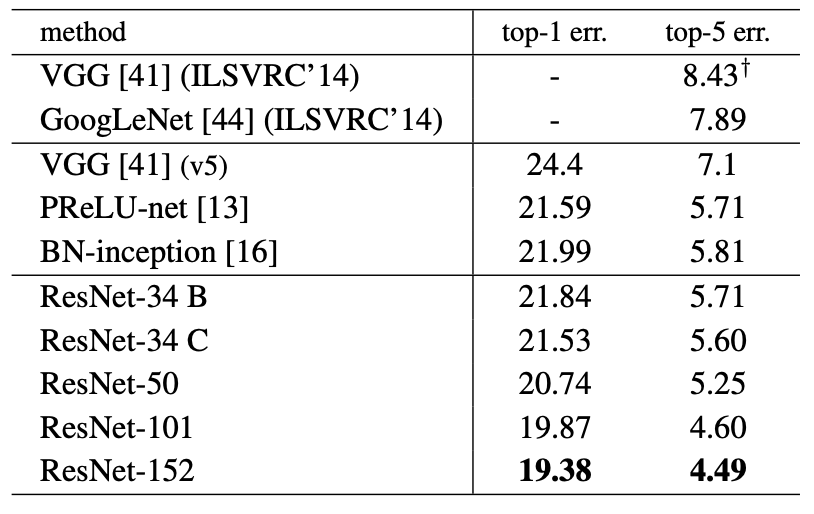 method top-1 err. top-5 err.
VGG [41] (ILSVRC’14) - 8.43†
GoogLeNet [44] (ILSVRC’14) - 7.89
VGG [41] (v5) 24.4 7.1
PReLU-net [13] 21.59 5.71
BN-inception [16] 21.99 5.81
ResNet-34 B 21.84 5.71
ResNet-34 C 21.53 5.60
ResNet-50 20.74 5.25
ResNet-101 19.87 4.60
ResNet-152 19.38 4.49